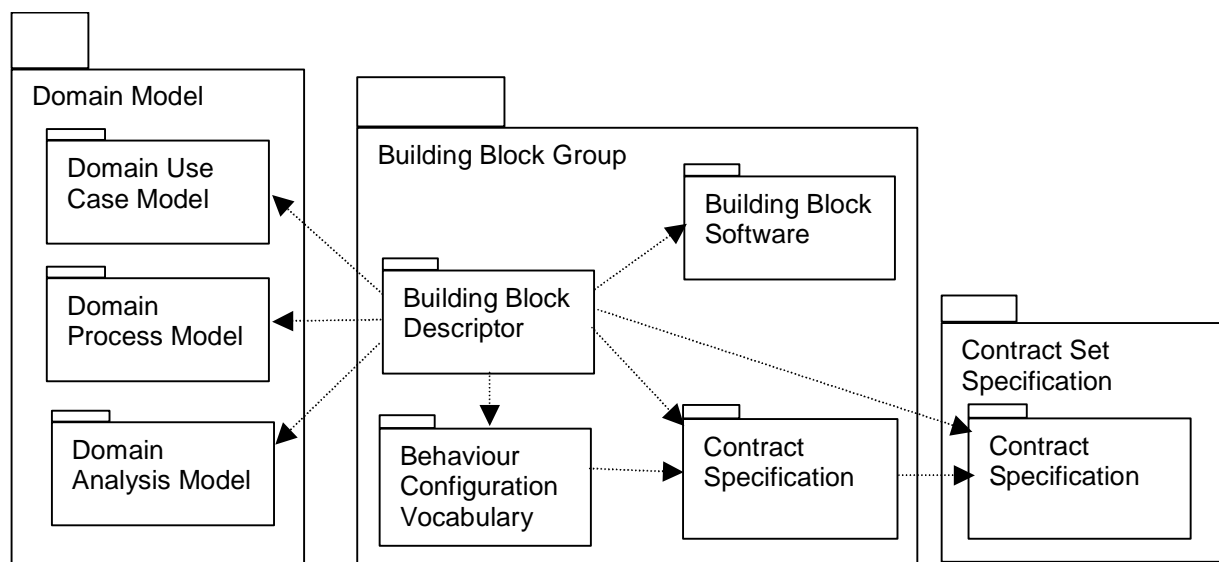 Domain Model
Domain Use
Case Model
Domain
Process Model
Domain
Analysis Model
Building Block Group
Building Block
Software
Building Block
Descriptor
Behaviour
Configuration
Vocabulary
Contract
Specification
Contract Set
Specification
Contract
Specification